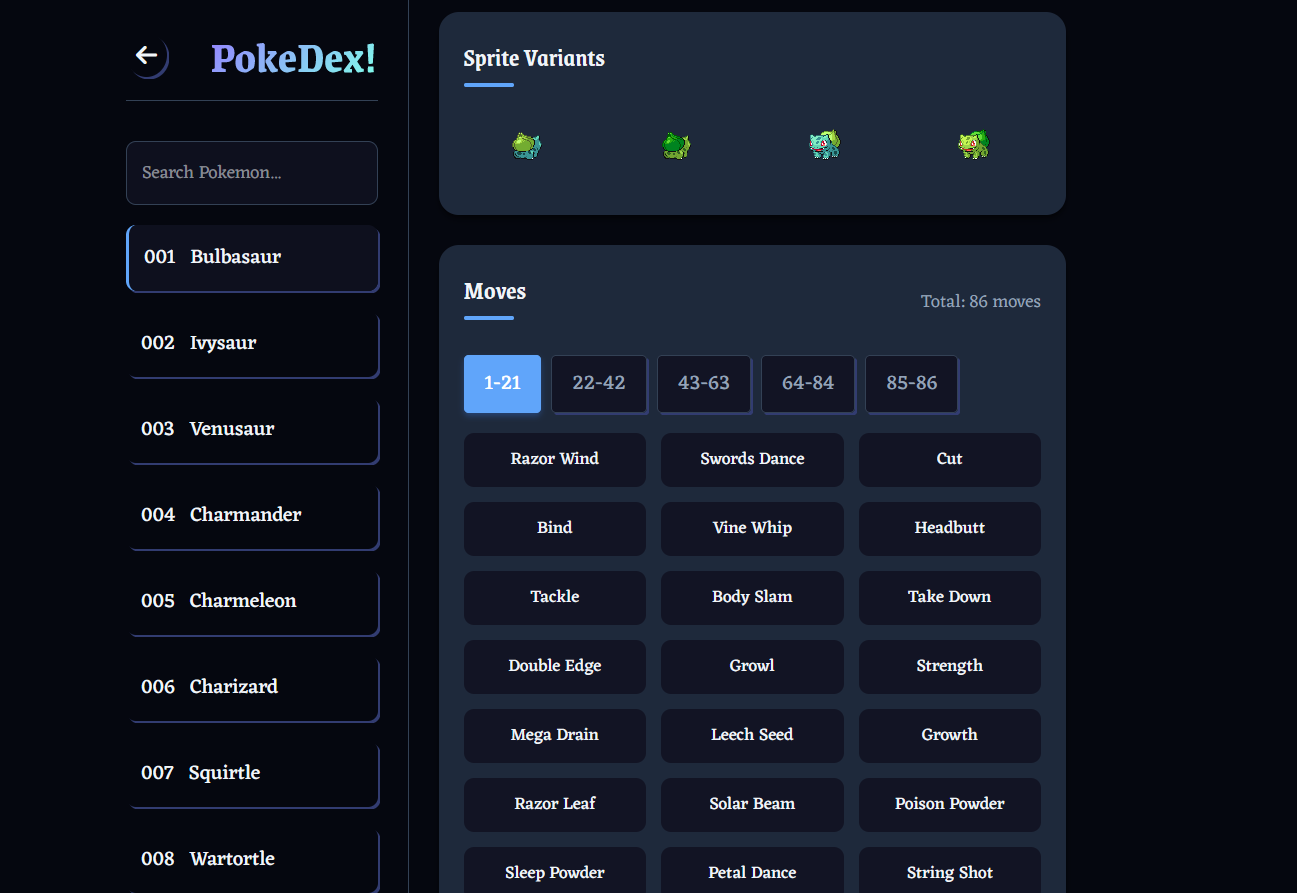 PokeDex!
Search Pokemon...
001 Bulbasaur
002 Ivysaur
003 Venusaur
004 Charmander
005 Charmeleon
006 Charizard
007 Squirtle
008 Wartortle
Sprite Variants
Moves
Total: 86 moves
1-21 22-42 43-63 64-84 85-86
Razor Wind Swords Dance Cut
Bind Vine Whip Headbutt
Tackle Body Slam Take Down
Double Edge Growl Strength
Mega Drain Leech Seed Growth
Razor Leaf Solar Beam Poison Powder
Sleep Powder Petal Dance String Shot